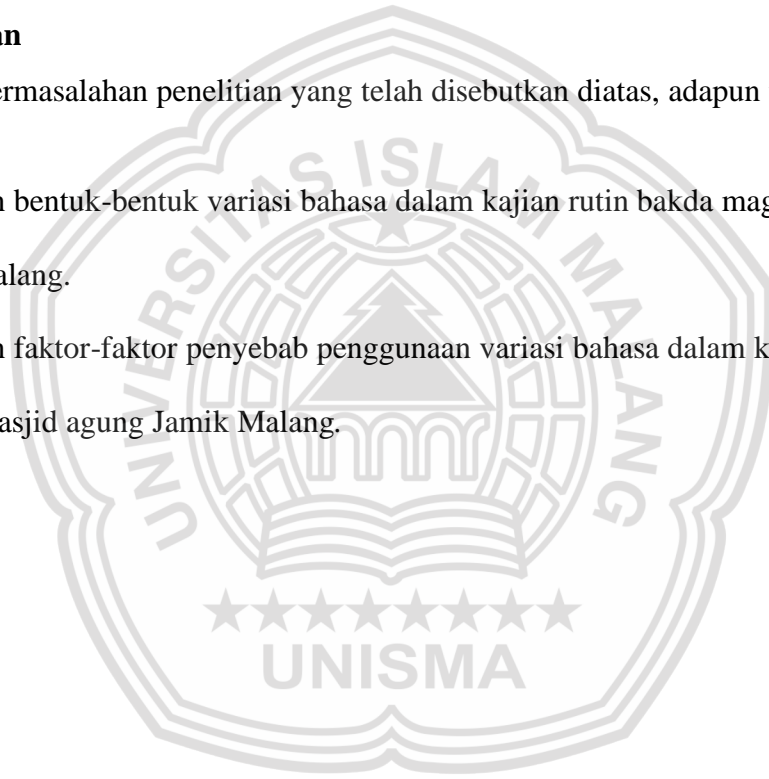 an
ermasalahan penelitian yang telah disebutkan diatas, adapun
n bentuk-bentuk variasi bahasa dalam kajian rutin bakda mag
alang.
n faktor-faktor penyebab penggunaan variasi bahasa dalam k
asjid agung Jamik Malang.
UNIVERSITAS ISLAM MALANG
UNISMA